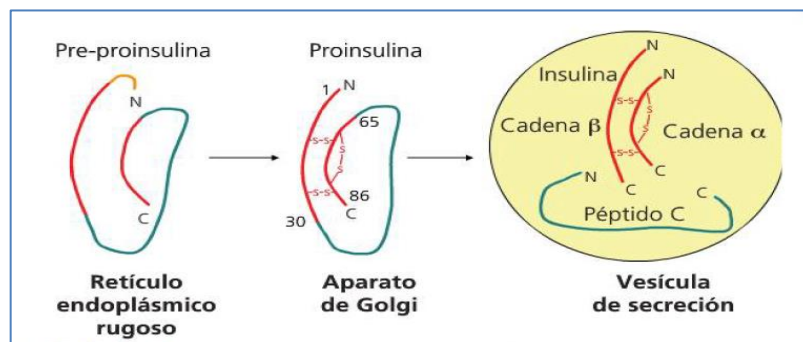 Pre-proinsulina
N
C
Retículo
endoplásmico
rugoso
Proinsulina
1
N
65
-s-s-
s
s
-s-s-
86
C
30
Aparato
de Golgi
N
Insulina
N
-s-s-
s
s
Cadena β
Cadena α
-s-s-
N
C
C
C
Péptido C
Vesícula
de secreción